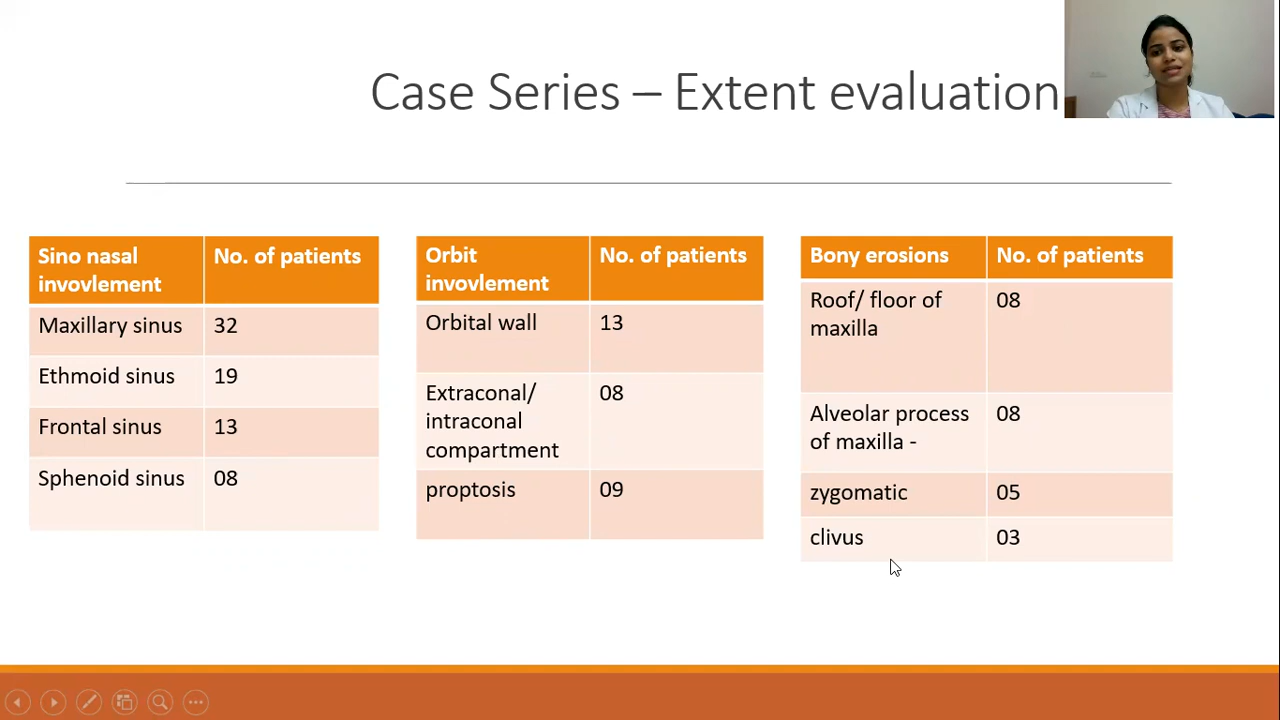 Case Series – Extent evaluation
Sino nasal
invovlement
No. of patients
Maxillary sinus
32
Ethmoid sinus
19
Frontal sinus
13
Sphenoid sinus
08
Orbit
invovlement
No. of patients
Orbital wall
13
Extraconal/
intraconal
compartment
08
proptosis
09
Bony erosions
No. of patients
Roof/ floor of
maxilla
08
Alveolar process
of maxilla -
08
zygomatic
05
clivus
03